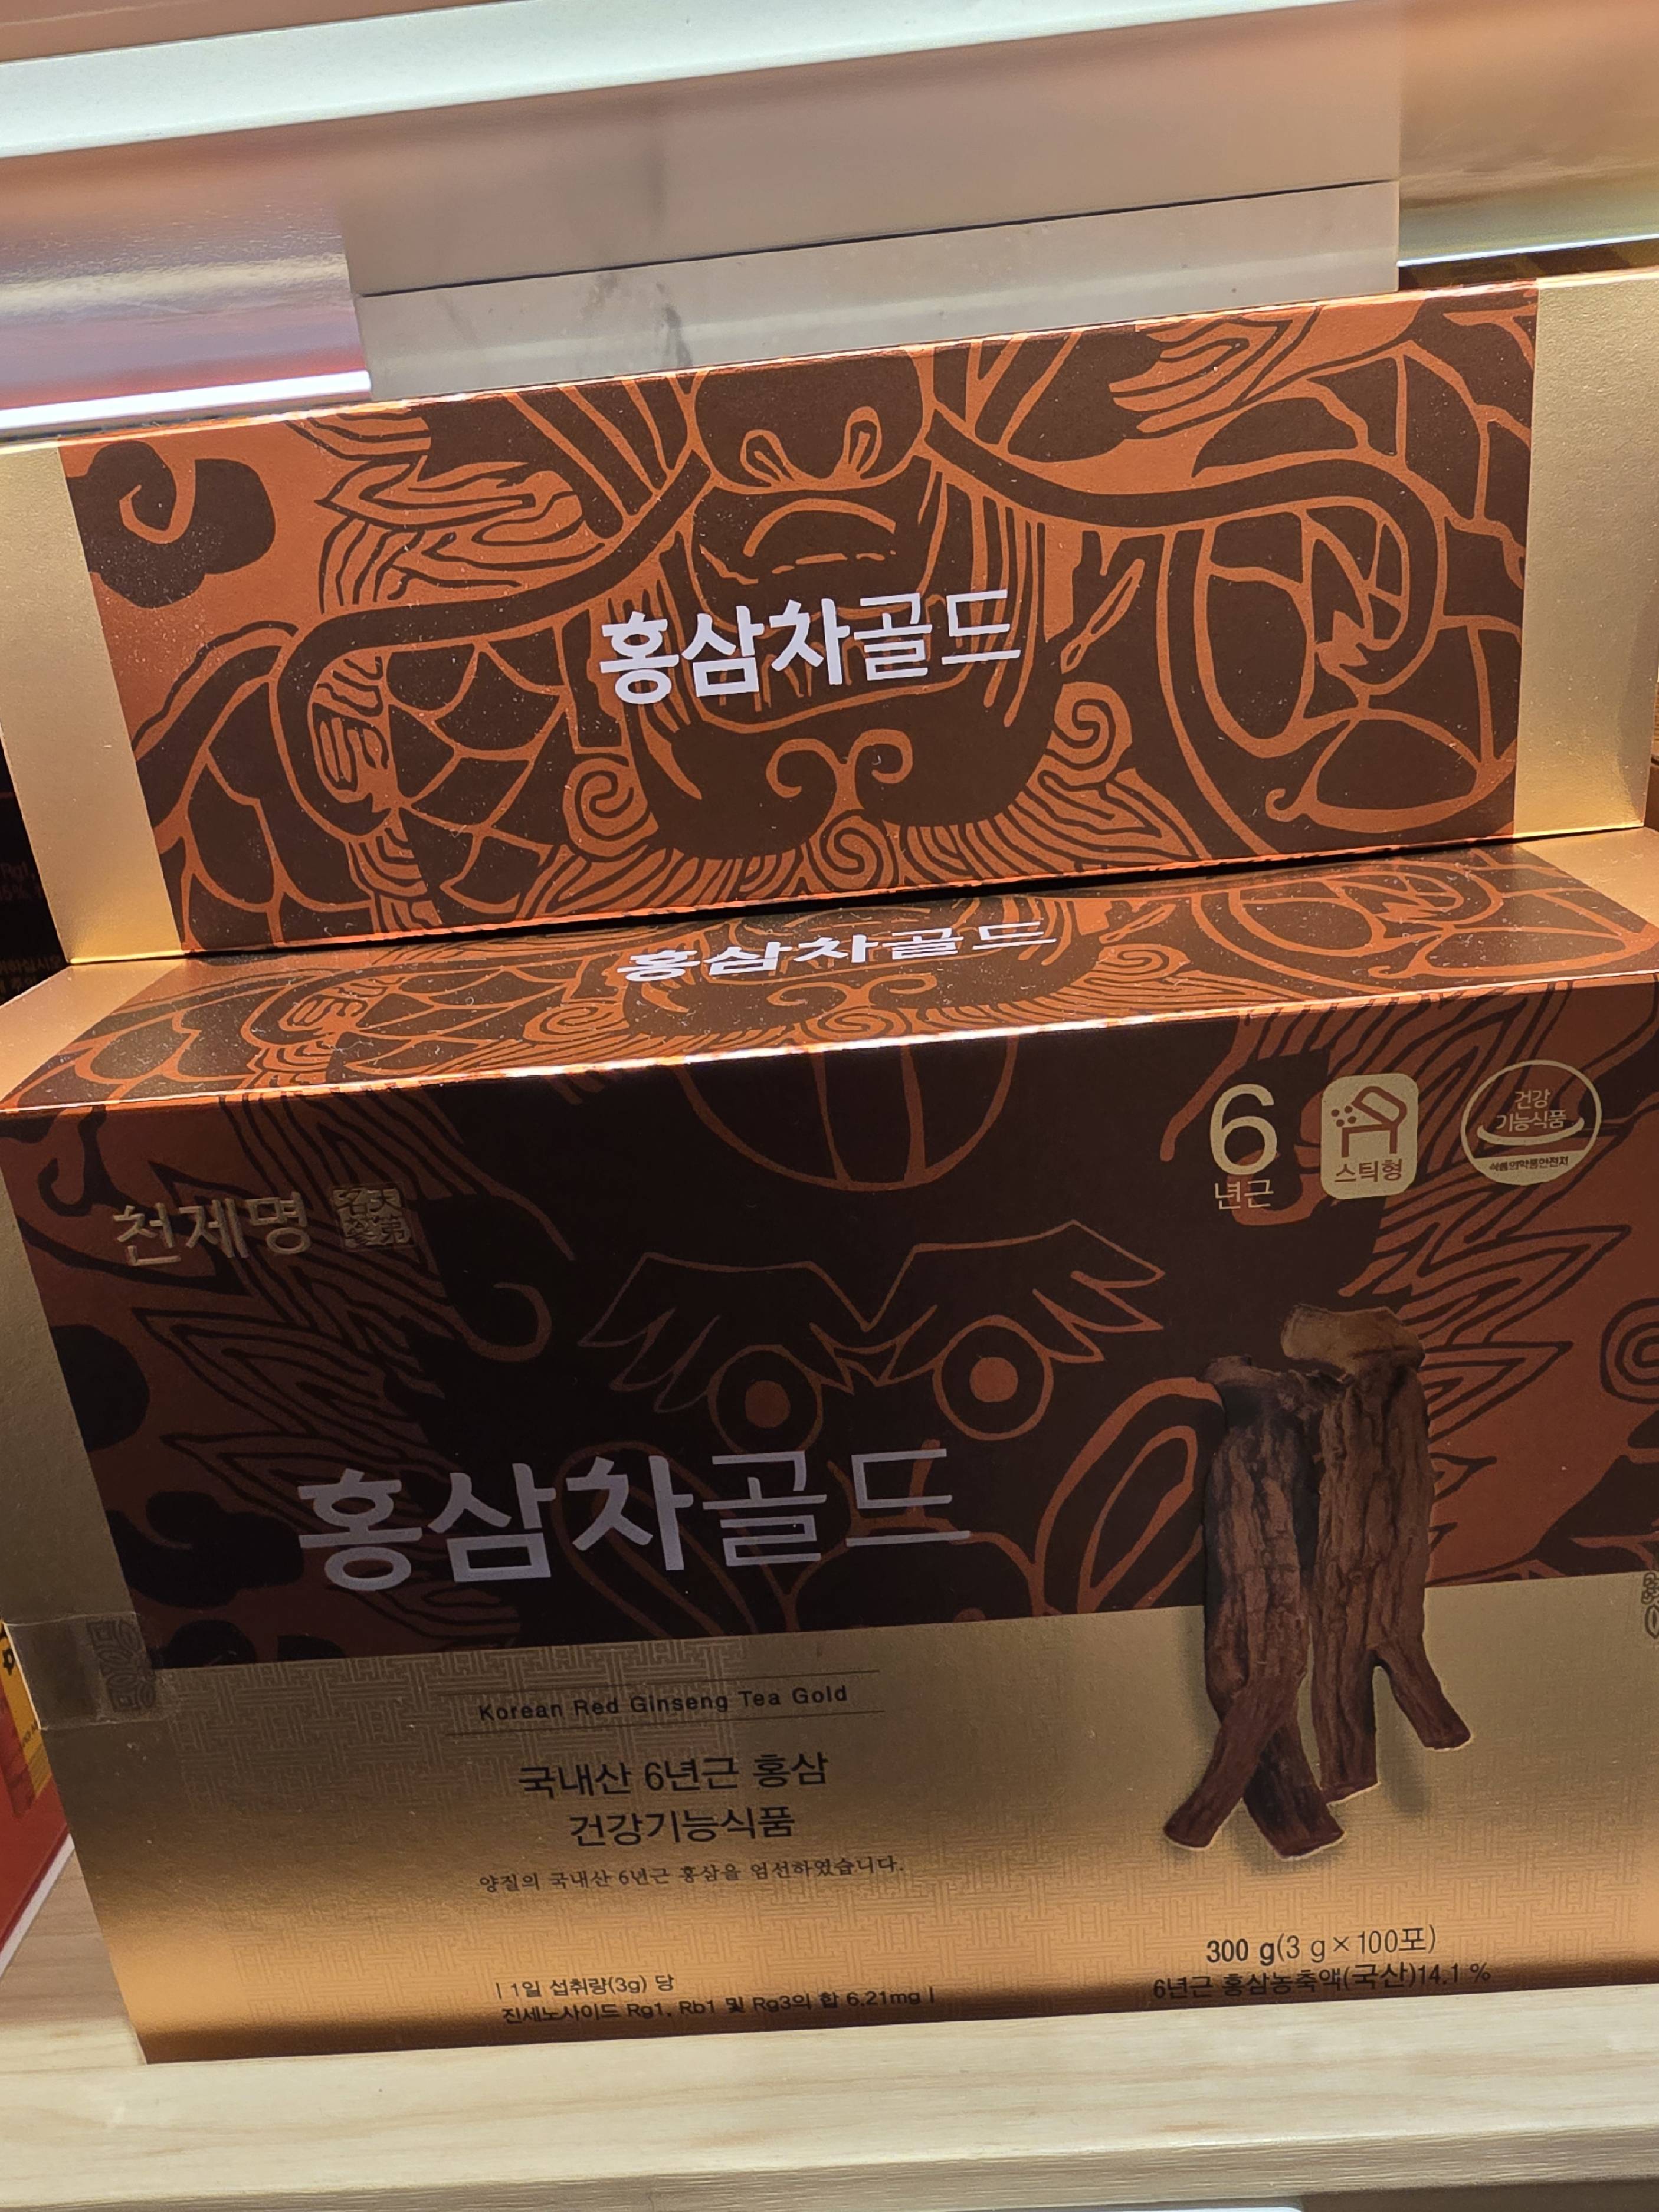 홍삼차골드
홍삼차골드
6
년근
스틱형
건강
기능식품
식품의약품안전처
천제명
홍삼차골드
Korean Red Ginseng Tea Gold
국내산 6년근 홍삼
건강기능식품
양질의 국내산 6년근 홍삼을 엄선하였습니다.
| 1일 섭취량(3g) 당
진세노사이드 Rg1, Rb1 및 Rg3의 합 6.21mg |
300 g(3 g×100포)
6년근 홍삼농축액(국산)14.1 %